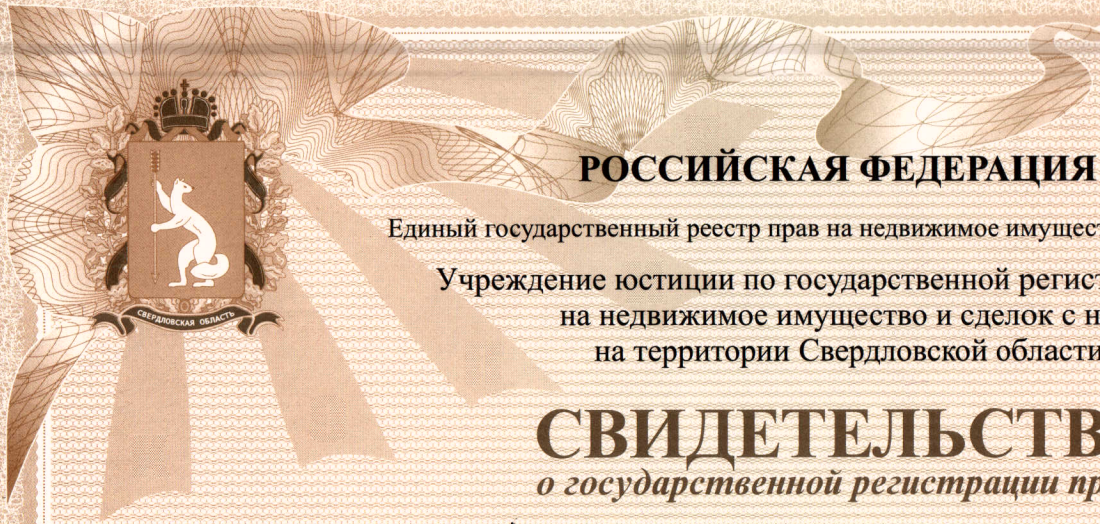 РОССИЙСКАЯ ФЕДЕРАЦИЯ
Единый государственный реестр прав на недвижимое имущест
Учреждение юстиции по государственной регист
на недвижимое имущество и сделок с н
на территории Свердловской области
СВЕРДЛОВСКАЯ ОБЛАСТЬ
СВИДЕТЕЛЬСТВ
о государственной регистрации пр